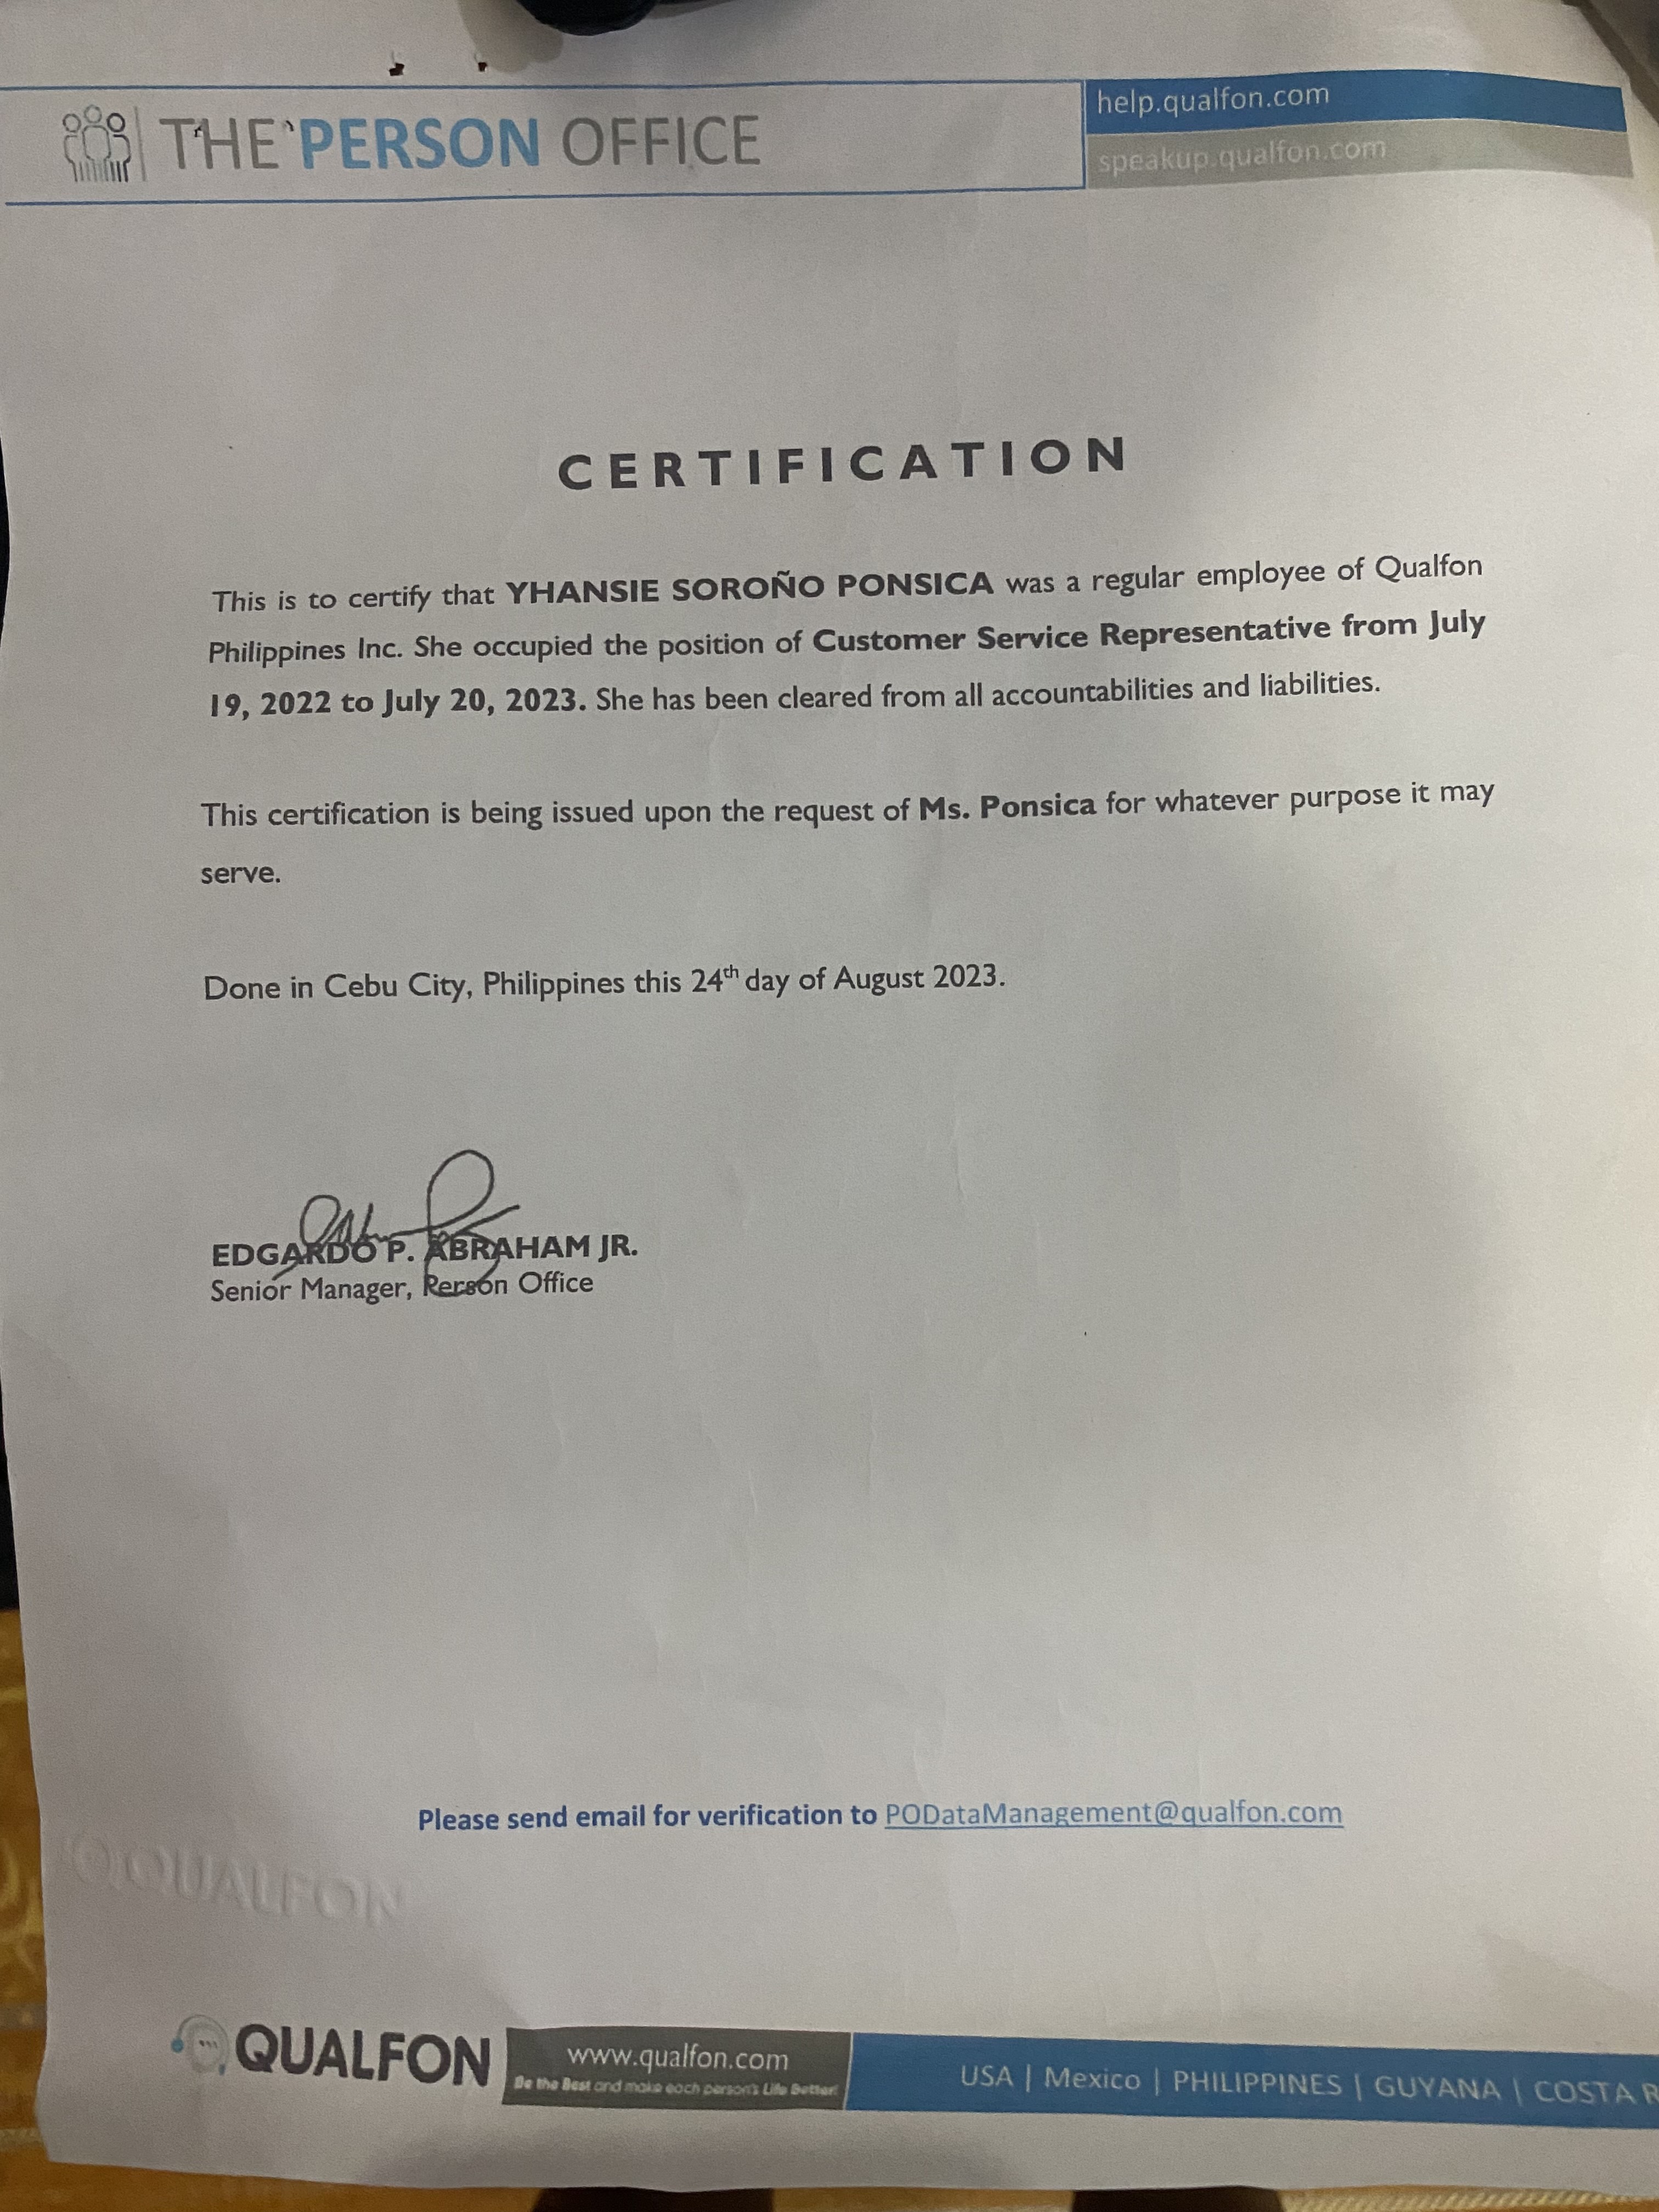 THE PERSON OFFICE
help.qualfon.com
speakup.qualfon.com
CERTIFICATION
This is to certify that YHANSIE SOROÑO PONSICA was a regular employee of Qualfon
Philippines Inc. She occupied the position of Customer Service Representative from July
19, 2022 to July 20, 2023. She has been cleared from all accountabilities and liabilities.
This certification is being issued upon the request of Ms. Ponsica for whatever purpose it may
serve.
Done in Cebu City, Philippines this 24th day of August 2023.
EDGARDO P. ABRAHAM JR.
Senior Manager, Person Office
Please send email for verification to PODataManagement@qualfon.com
QUALFON
QUALFON
www.qualfon.com
Be the Best and make each person's Life Better!
USA | Mexico | PHILIPPINES | GUYANA | COSTA R